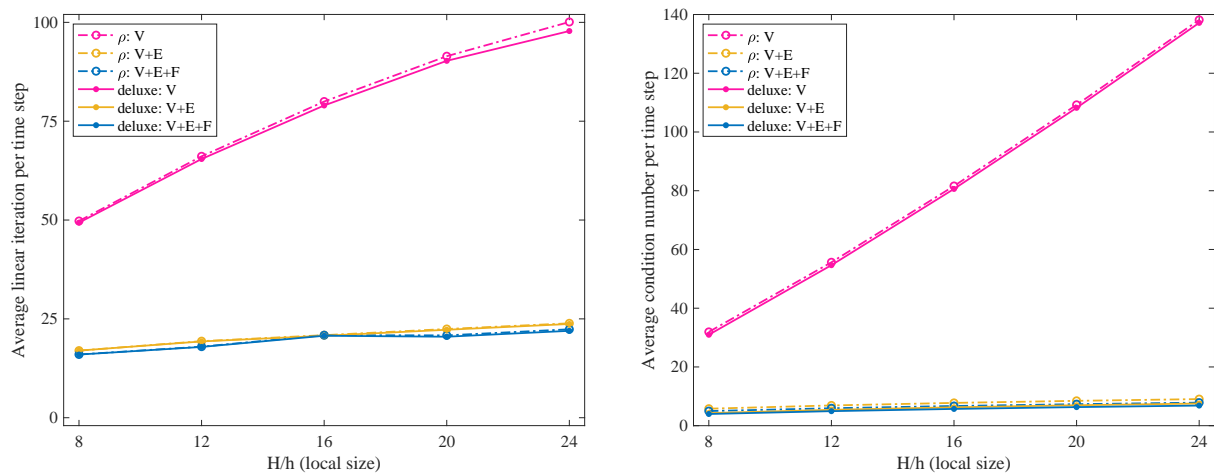 100
75
50
25
0
Average linear iteration per time step
ρ: V
ρ: V+E
ρ: V+E+F
deluxe: V
deluxe: V+E
deluxe: V+E+F
8
12
16
20
24
H/h (local size)
140
120
100
80
60
40
20
0
Average condition number per time step
ρ: V
ρ: V+E
ρ: V+E+F
deluxe: V
deluxe: V+E
deluxe: V+E+F
8
12
16
20
24
H/h (local size)